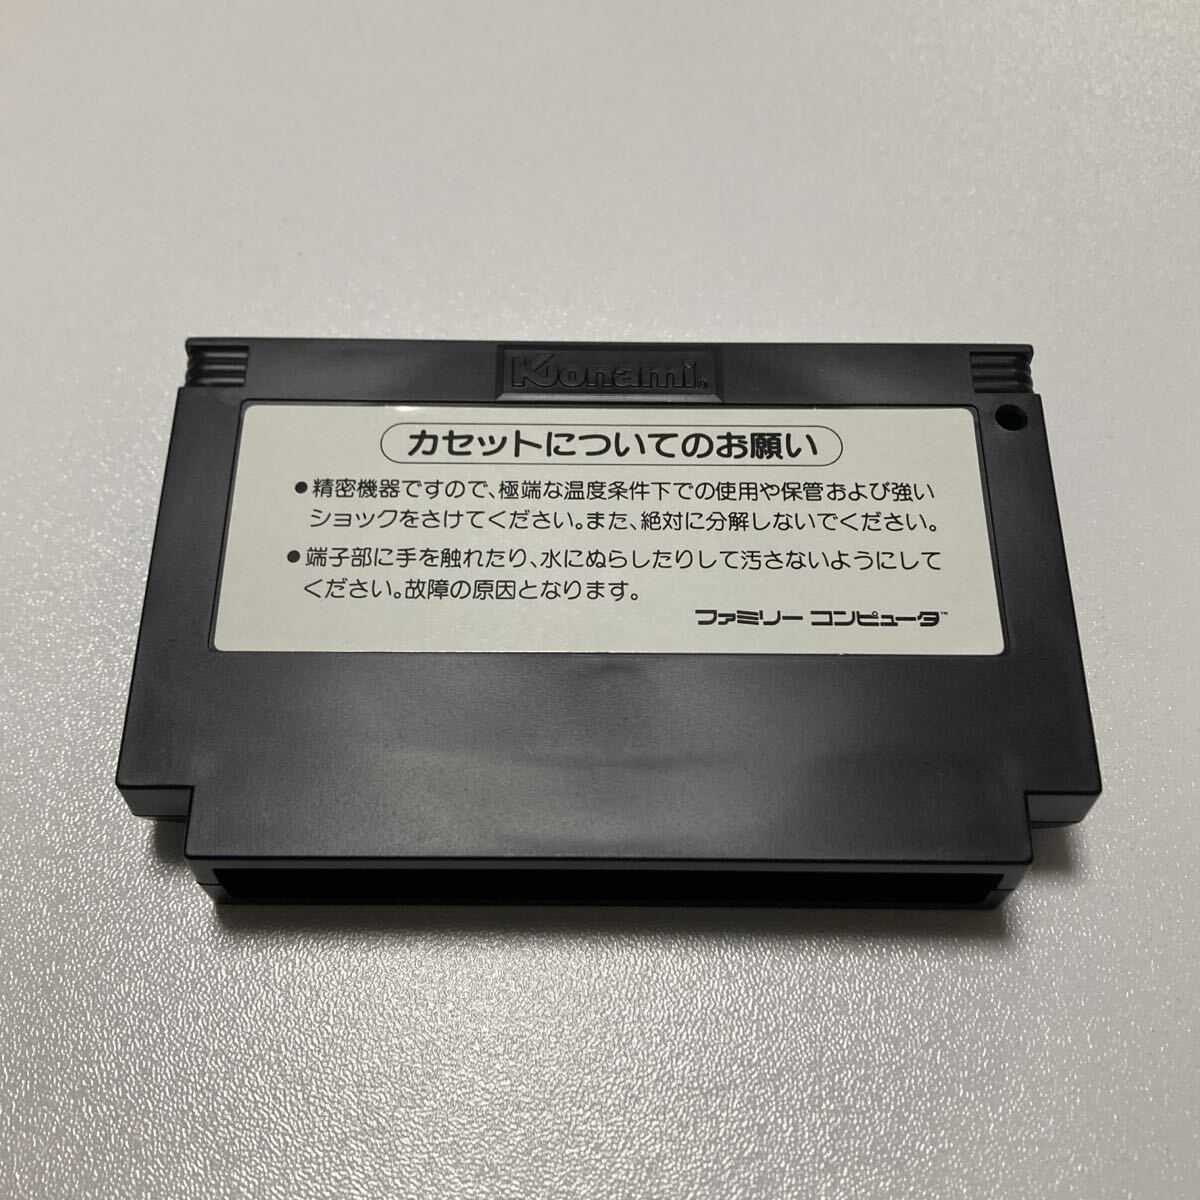 Konami®
カセットについてのお願い
●精密機器ですので、極端な温度条件下での使用や保管および強い
ショックをさけてください。また、絶対に分解しないでください。
●端子部に手を触れたり、水にぬらしたりして汚さないようにして
ください。故障の原因となります。
ファミリー コンピュータ™